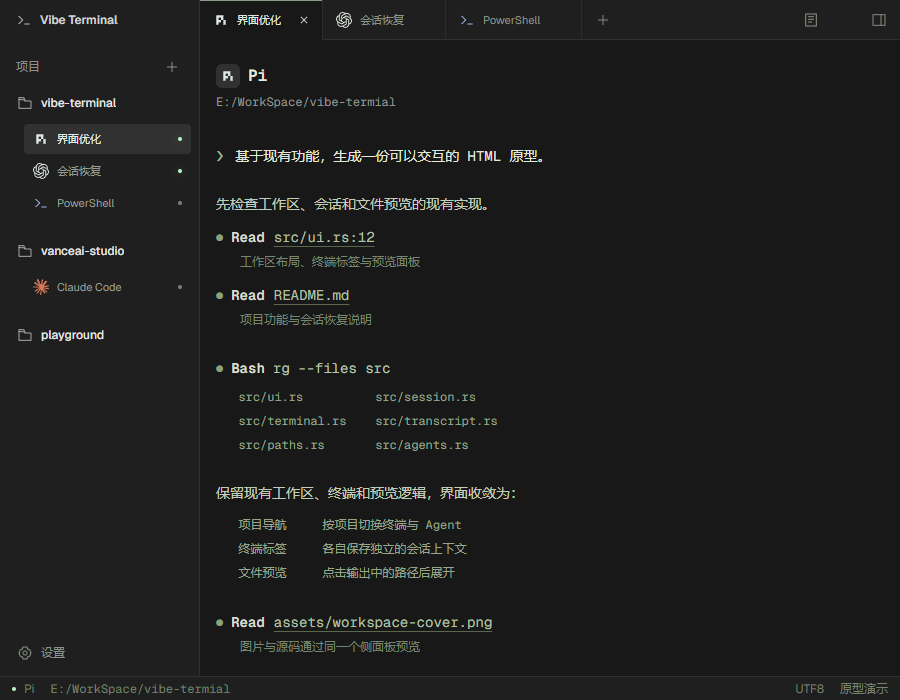 Vibe Terminal
项目
vibe-terminal
界面优化
会话恢复
PowerShell
vanceai-studio
Claude Code
playground
设置
界面优化
会话恢复
PowerShell
Pi
E:/WorkSpace/vibe-termial
❯ 基于现有功能，生成一份可以交互的 HTML 原型。
先检查工作区、会话和文件预览的现有实现。
● Read src/ui.rs:12
工作区布局、终端标签与预览面板
● Read README.md
项目功能与会话恢复说明
● Bash rg --files src
src/ui.rs src/session.rs
src/terminal.rs src/transcript.rs
src/paths.rs src/agents.rs
保留现有工作区、终端和预览逻辑，界面收敛为：
项目导航 按项目切换终端与 Agent
终端标签 各自保存独立的会话上下文
文件预览 点击输出中的路径后展开
● Read assets/workspace-cover.png
图片与源码通过同一个侧面板预览
Pi E:/WorkSpace/vibe-termial
UTF8 原型演示